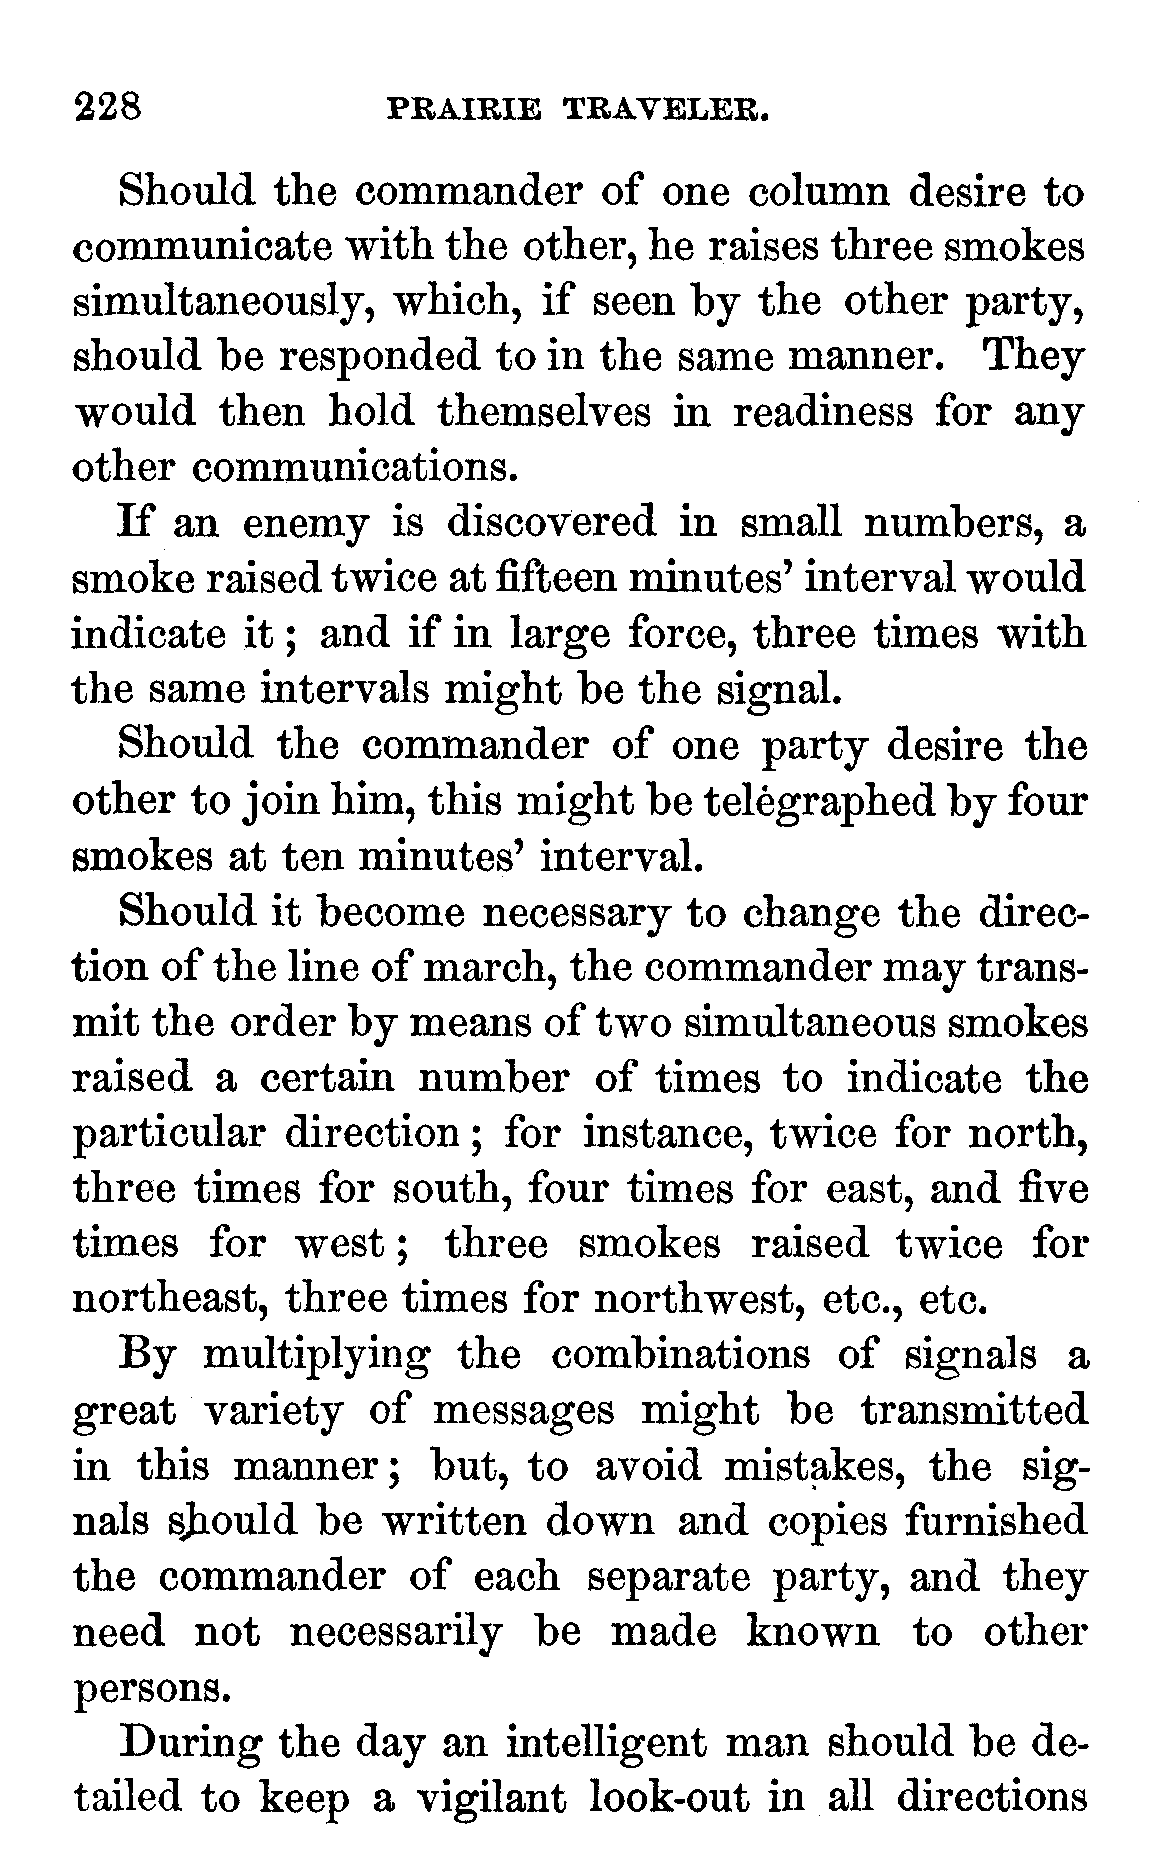 228 PRAIRIE TRAVELER.
Should the commander of one column desire to
communicate with the other, he raises three smokes
simultaneously, which, if seen by the other party,
should be responded to in the same manner. They
would then hold themselves in readiness for any
other communications.
If an enemy is discovered in small numbers, a
smoke raised twice at fifteen minutes' interval would
indicate it; and if in large force, three times with
the same intervals might be the signal.
Should the commander of one party desire the
other to join him, this might be telegraphed by four
smokes at ten minutes' interval.
Should it become necessary to change the direc-
tion of the line of march, the commander may trans-
mit the order by means of two simultaneous smokes
raised a certain number of times to indicate the
particular direction; for instance, twice for north,
three times for south, four times for east, and five
times for west; three smokes raised twice for
northeast, three times for northwest, etc., etc.
By multiplying the combinations of signals a
great variety of messages might be transmitted
in this manner; but, to avoid mistakes, the sig-
nals should be written down and copies furnished
the commander of each separate party, and they
need not necessarily be made known to other
persons.
During the day an intelligent man should be de-
tailed to keep a vigilant look-out in all directions